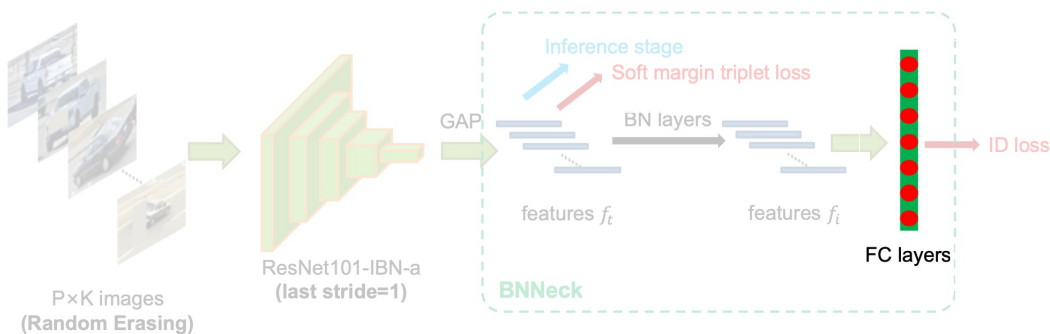 Inference stage
Soft margin triplet loss
GAP
BN layers
ID loss
features f_t
features f_i
FC layers
ResNet101-IBN-a
(last stride=1)
BNNeck
P×K images
(Random Erasing)